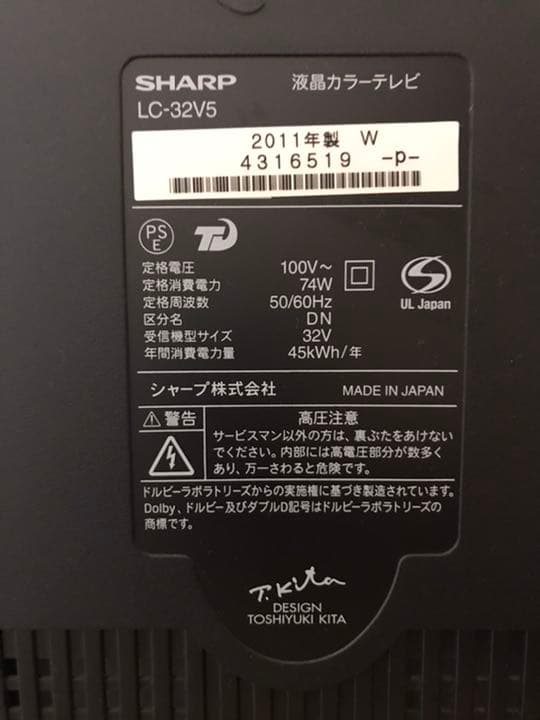 SHARP 液晶カラーテレビ
LC-32V5
2011年製 W
4316519 -p-
PS
E
定格電圧 100V～
定格消費電力 74W
定格周波数 50/60Hz
区分名 DN
受信機型サイズ 32V
年間消費電力量 45kWh/年
UL Japan
シャープ株式会社 MADE IN JAPAN
⚠警告 高圧注意
サービスマン以外の方は、裏ぶたをあけない
でください。内部には高電圧部分が数多く
あり、万一さわると危険です。
ドルビーラボラトリーズからの実施権に基づき製造されています。
Dolby、ドルビー及びダブルD記号はドルビーラボラトリーズの
商標です。
T.Kita
DESIGN
TOSHIYUKI KITA